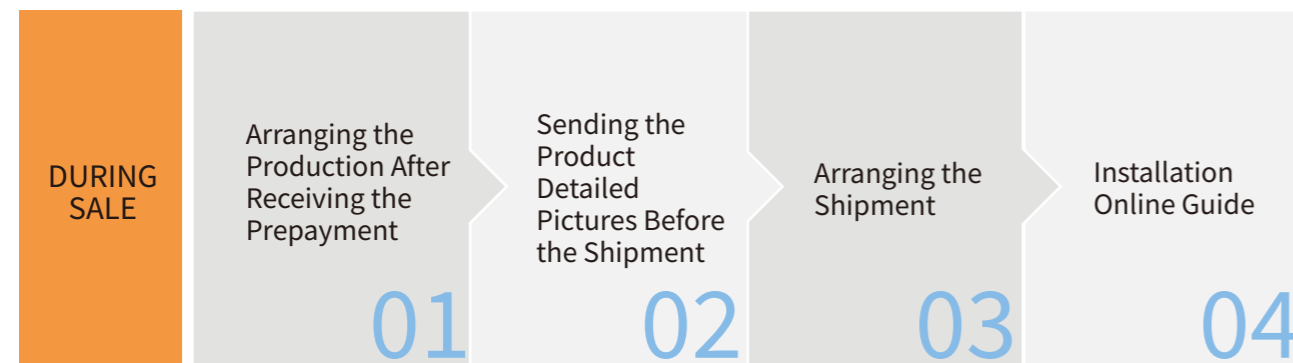 DURING
SALE
Arranging the
Production After
Receiving the
Prepayment
01
Sending the
Product
Detailed
Pictures Before
the Shipment
02
Arranging the
Shipment
03
Installation
Online Guide
04